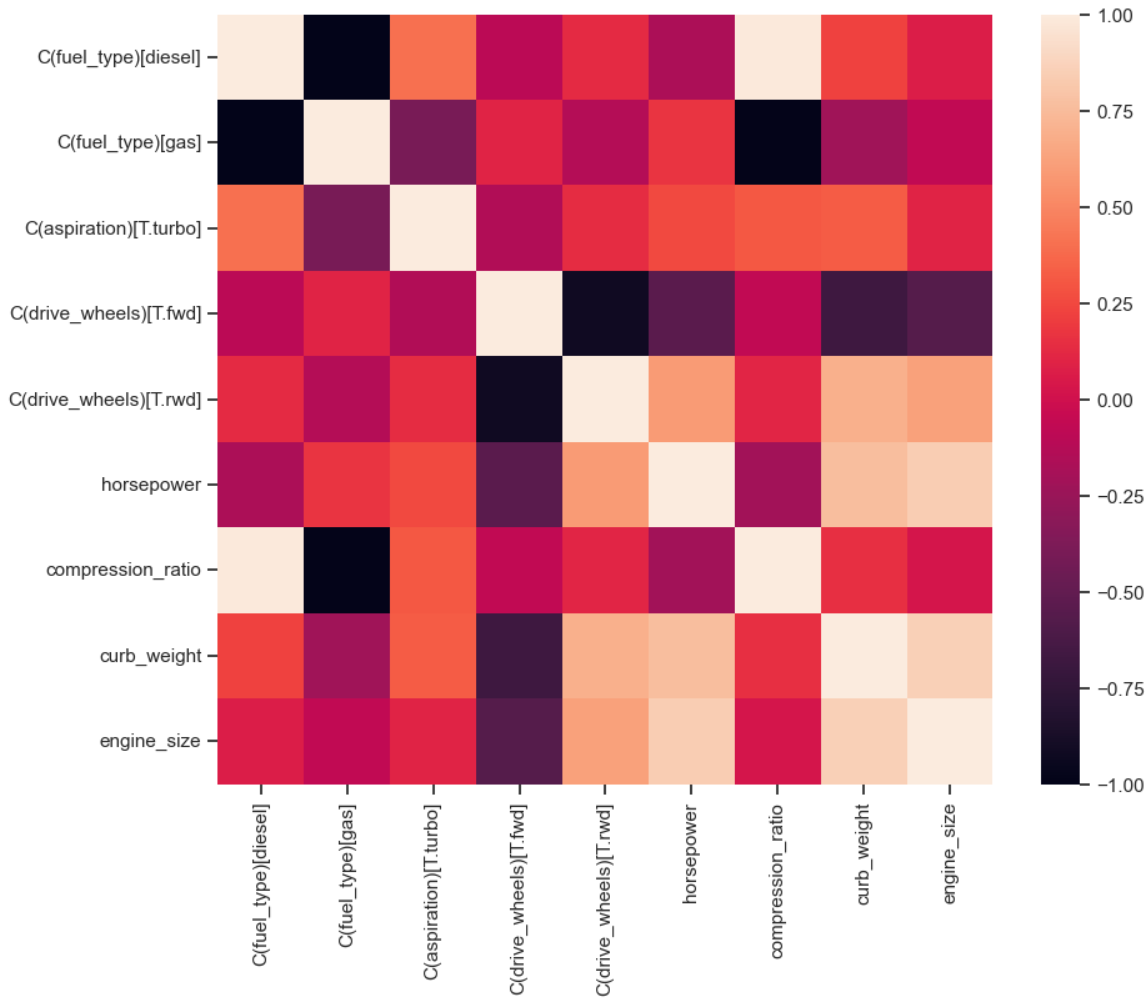 C(fuel_type)[diesel]
C(fuel_type)[gas]
C(aspiration)[T.turbo]
C(drive_wheels)[T.fwd]
C(drive_wheels)[T.rwd]
horsepower
compression_ratio
curb_weight
engine_size
C(fuel_type)[diesel]
C(fuel_type)[gas]
C(aspiration)[T.turbo]
C(drive_wheels)[T.fwd]
C(drive_wheels)[T.rwd]
horsepower
compression_ratio
curb_weight
engine_size
1.00
0.75
0.50
0.25
0.00
−0.25
−0.50
−0.75
−1.00